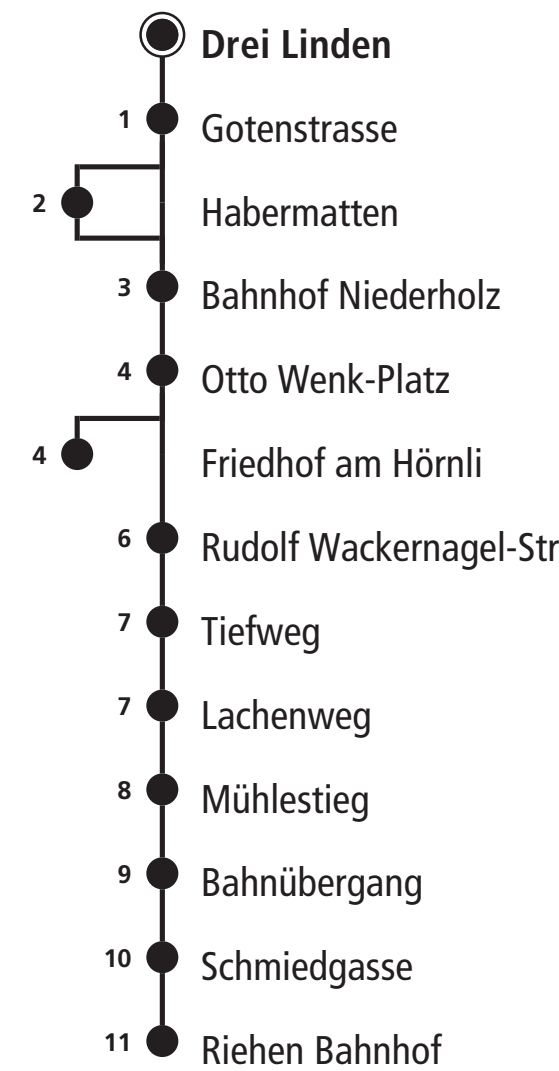 Drei Linden
1 Gotenstrasse
2 Habermatten
3 Bahnhof Niederholz
4 Otto Wenk-Platz
4 Friedhof am Hörnli
6 Rudolf Wackernagel-Str
7 Tiefweg
7 Lachenweg
8 Mühlestieg
9 Bahnübergang
10 Schmiedgasse
11 Riehen Bahnhof